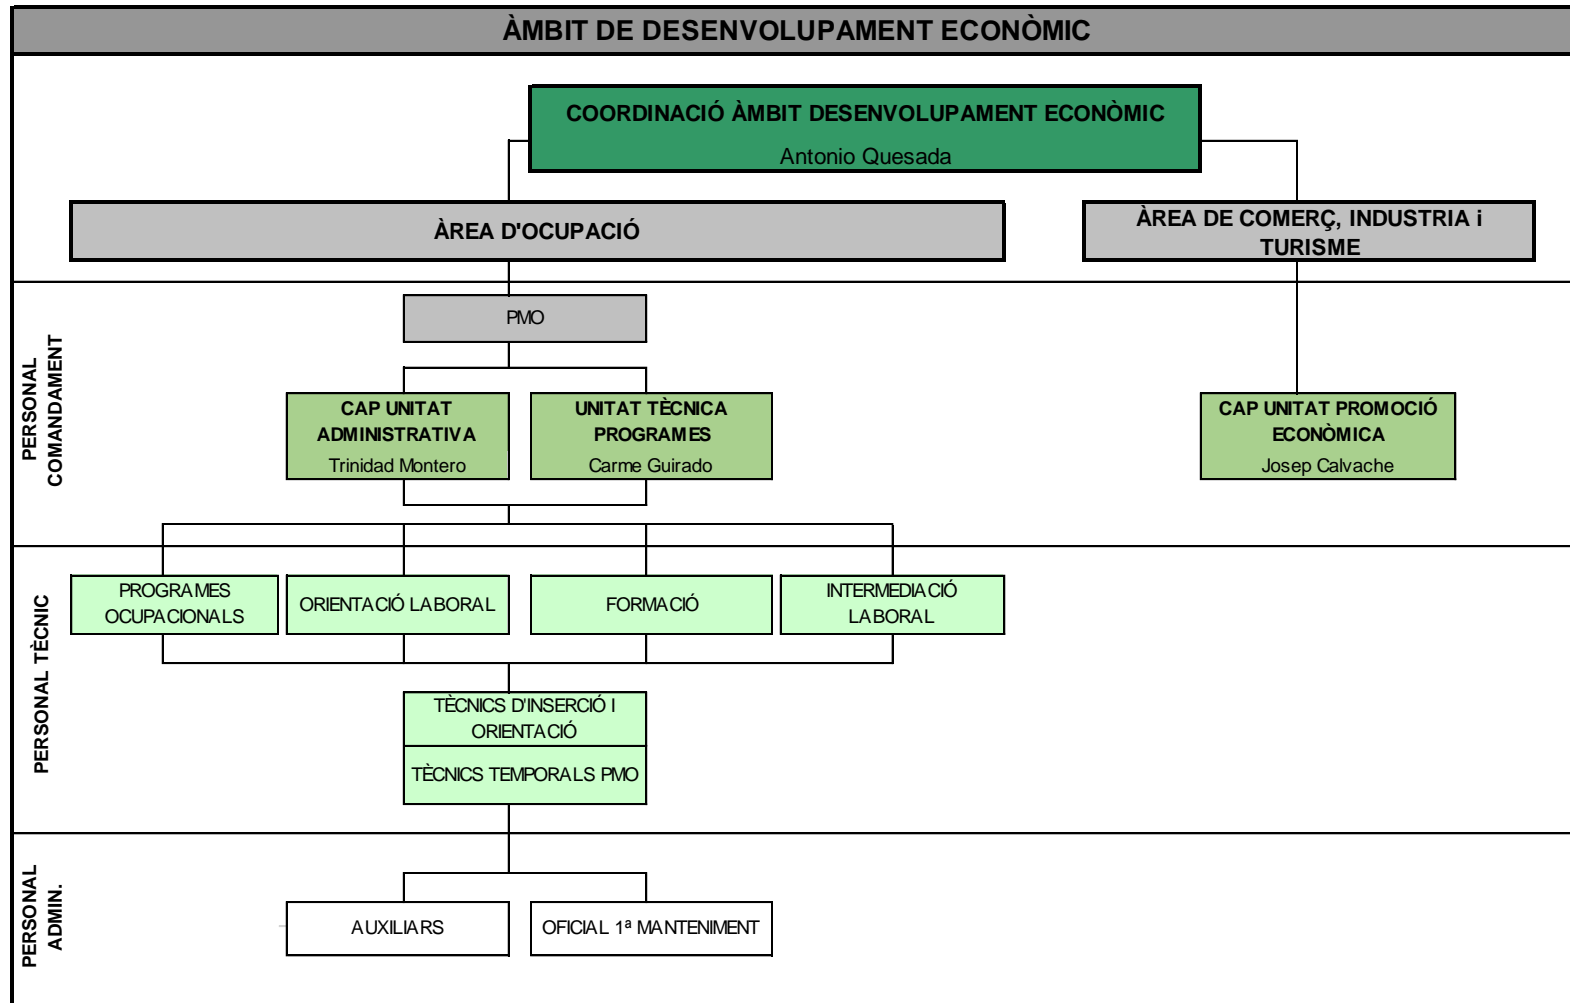 ÀMBIT DE DESENVOLUPAMENT ECONÒMIC
COORDINACIÓ ÀMBIT DESENVOLUPAMENT ECONÒMIC
Antonio Quesada
ÀREA D'OCUPACIÓ
ÀREA DE COMERÇ, INDUSTRIA i
TURISME
PERSONAL
COMANDAMENT
PMO
CAP UNITAT
ADMINISTRATIVA
Trinidad Montero
UNITAT TÈCNICA
PROGRAMES
Carme Guirado
CAP UNITAT PROMOCIÓ
ECONÒMICA
Josep Calvache
PERSONAL TÈCNIC
PROGRAMES
OCUPACIONALS
ORIENTACIÓ LABORAL
FORMACIÓ
INTERMEDIACIÓ
LABORAL
TÈCNICS D'INSERCIÓ I
ORIENTACIÓ
TÈCNICS TEMPORALS PMO
PERSONAL
ADMIN.
AUXILIARS
OFICIAL 1ª MANTENIMENT